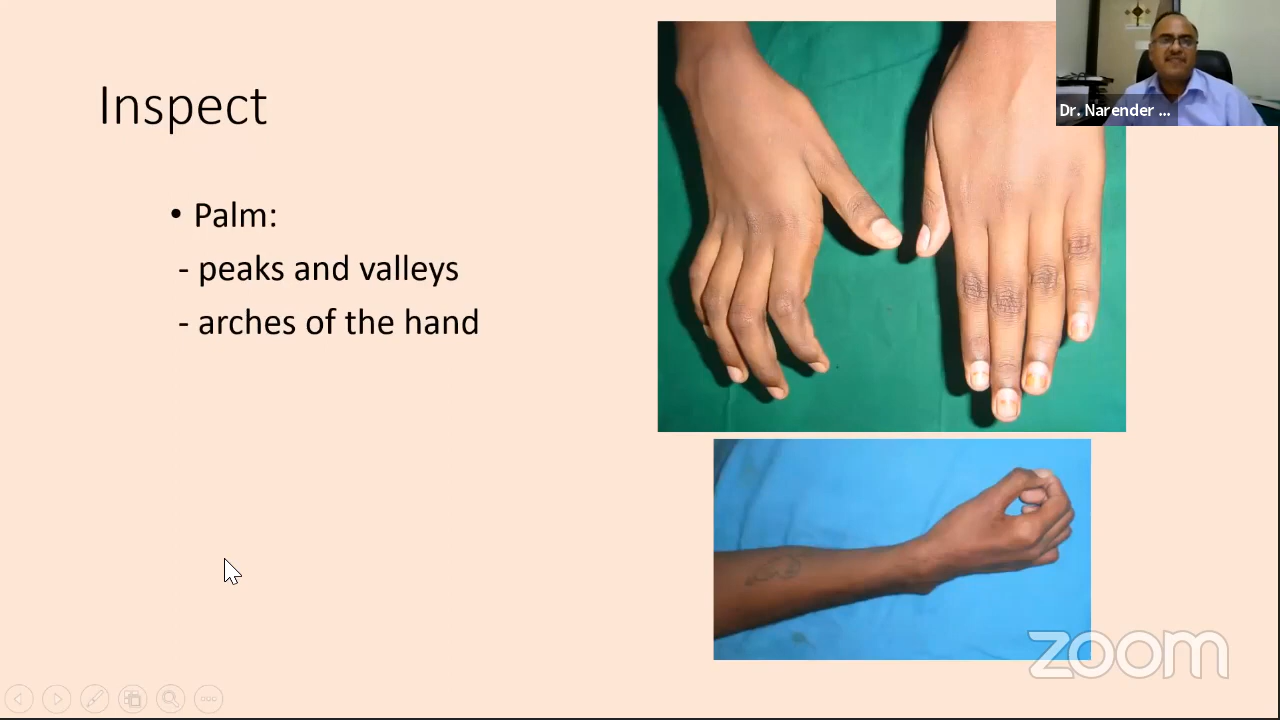 Inspect
• Palm:
- peaks and valleys
- arches of the hand
Dr. Narender ...
zoom